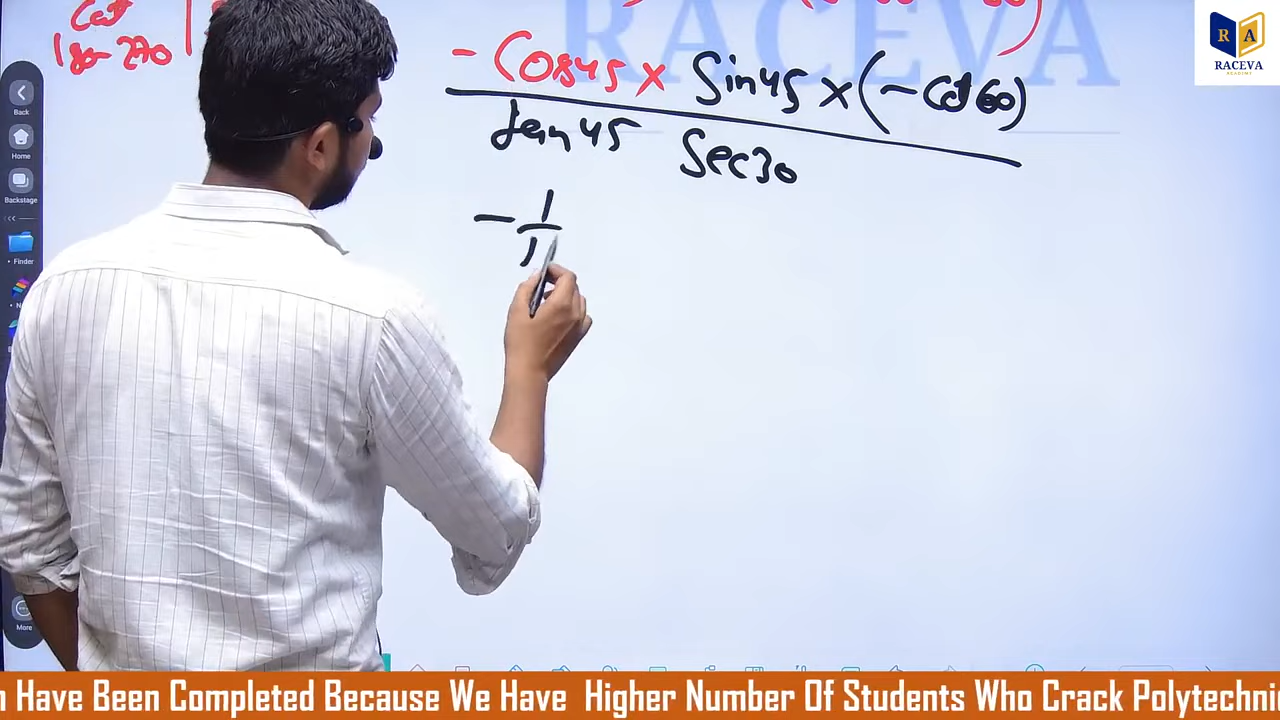 RACEVA
Cot
180-270
- Cos45 × Sin45 × (-Cot60)
tan45 Sec30
- 1
1
R A
RACEVA
ACADEMY
Back
Home
Backstage
Finder
More
n Have Been Completed Because We Have Higher Number Of Students Who Crack Polytechni